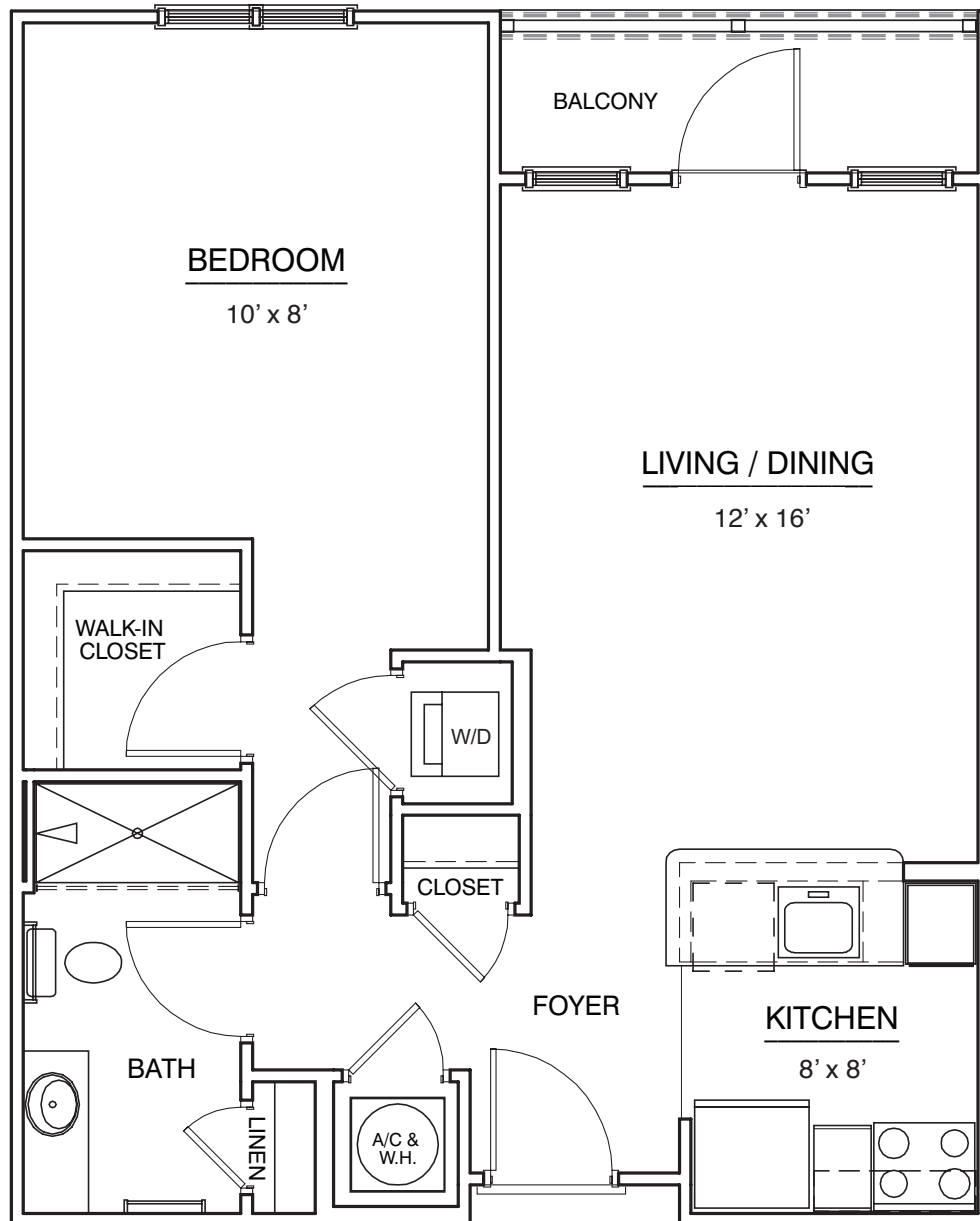 BALCONY
BEDROOM
10’ x 8’
LIVING / DINING
12’ x 16’
WALK-IN
CLOSET
W/D
CLOSET
FOYER
KITCHEN
8’ x 8’
BATH
LINEN
A/C &
W.H.